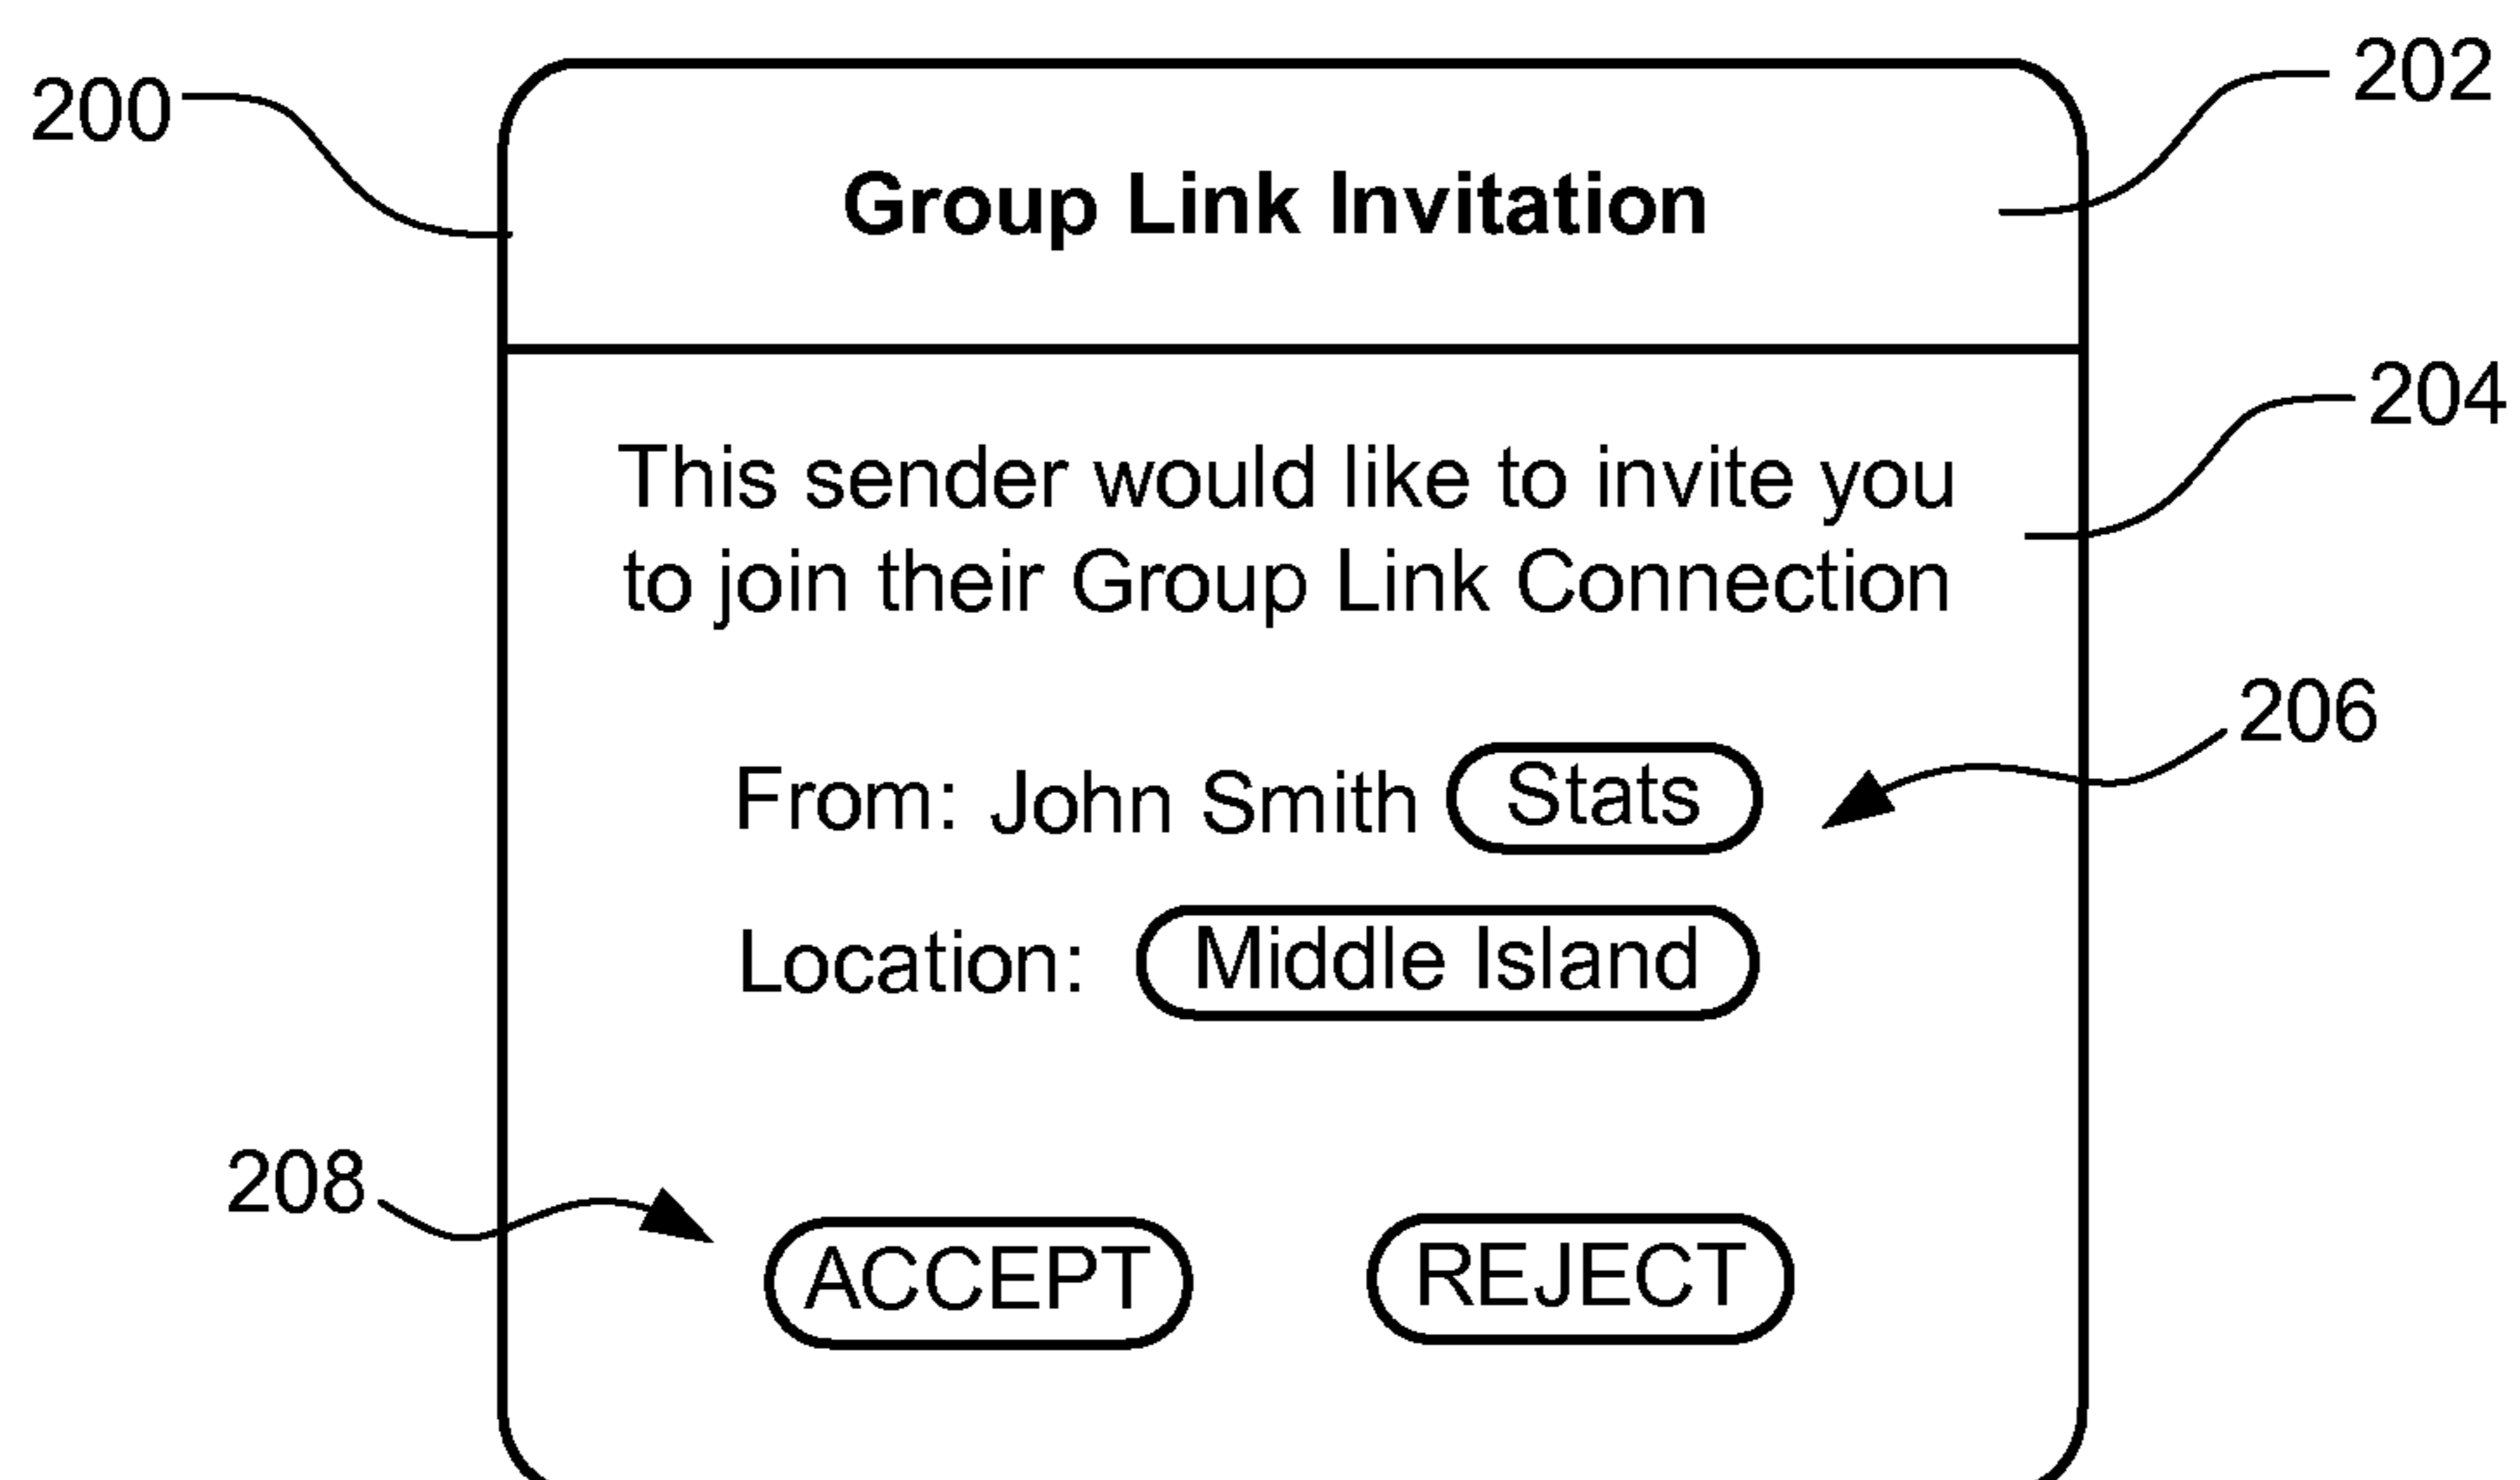 200
202
Group Link Invitation
204
This sender would like to invite you
to join their Group Link Connection
206
From: John Smith Stats
Location: Middle Island
208
ACCEPT REJECT